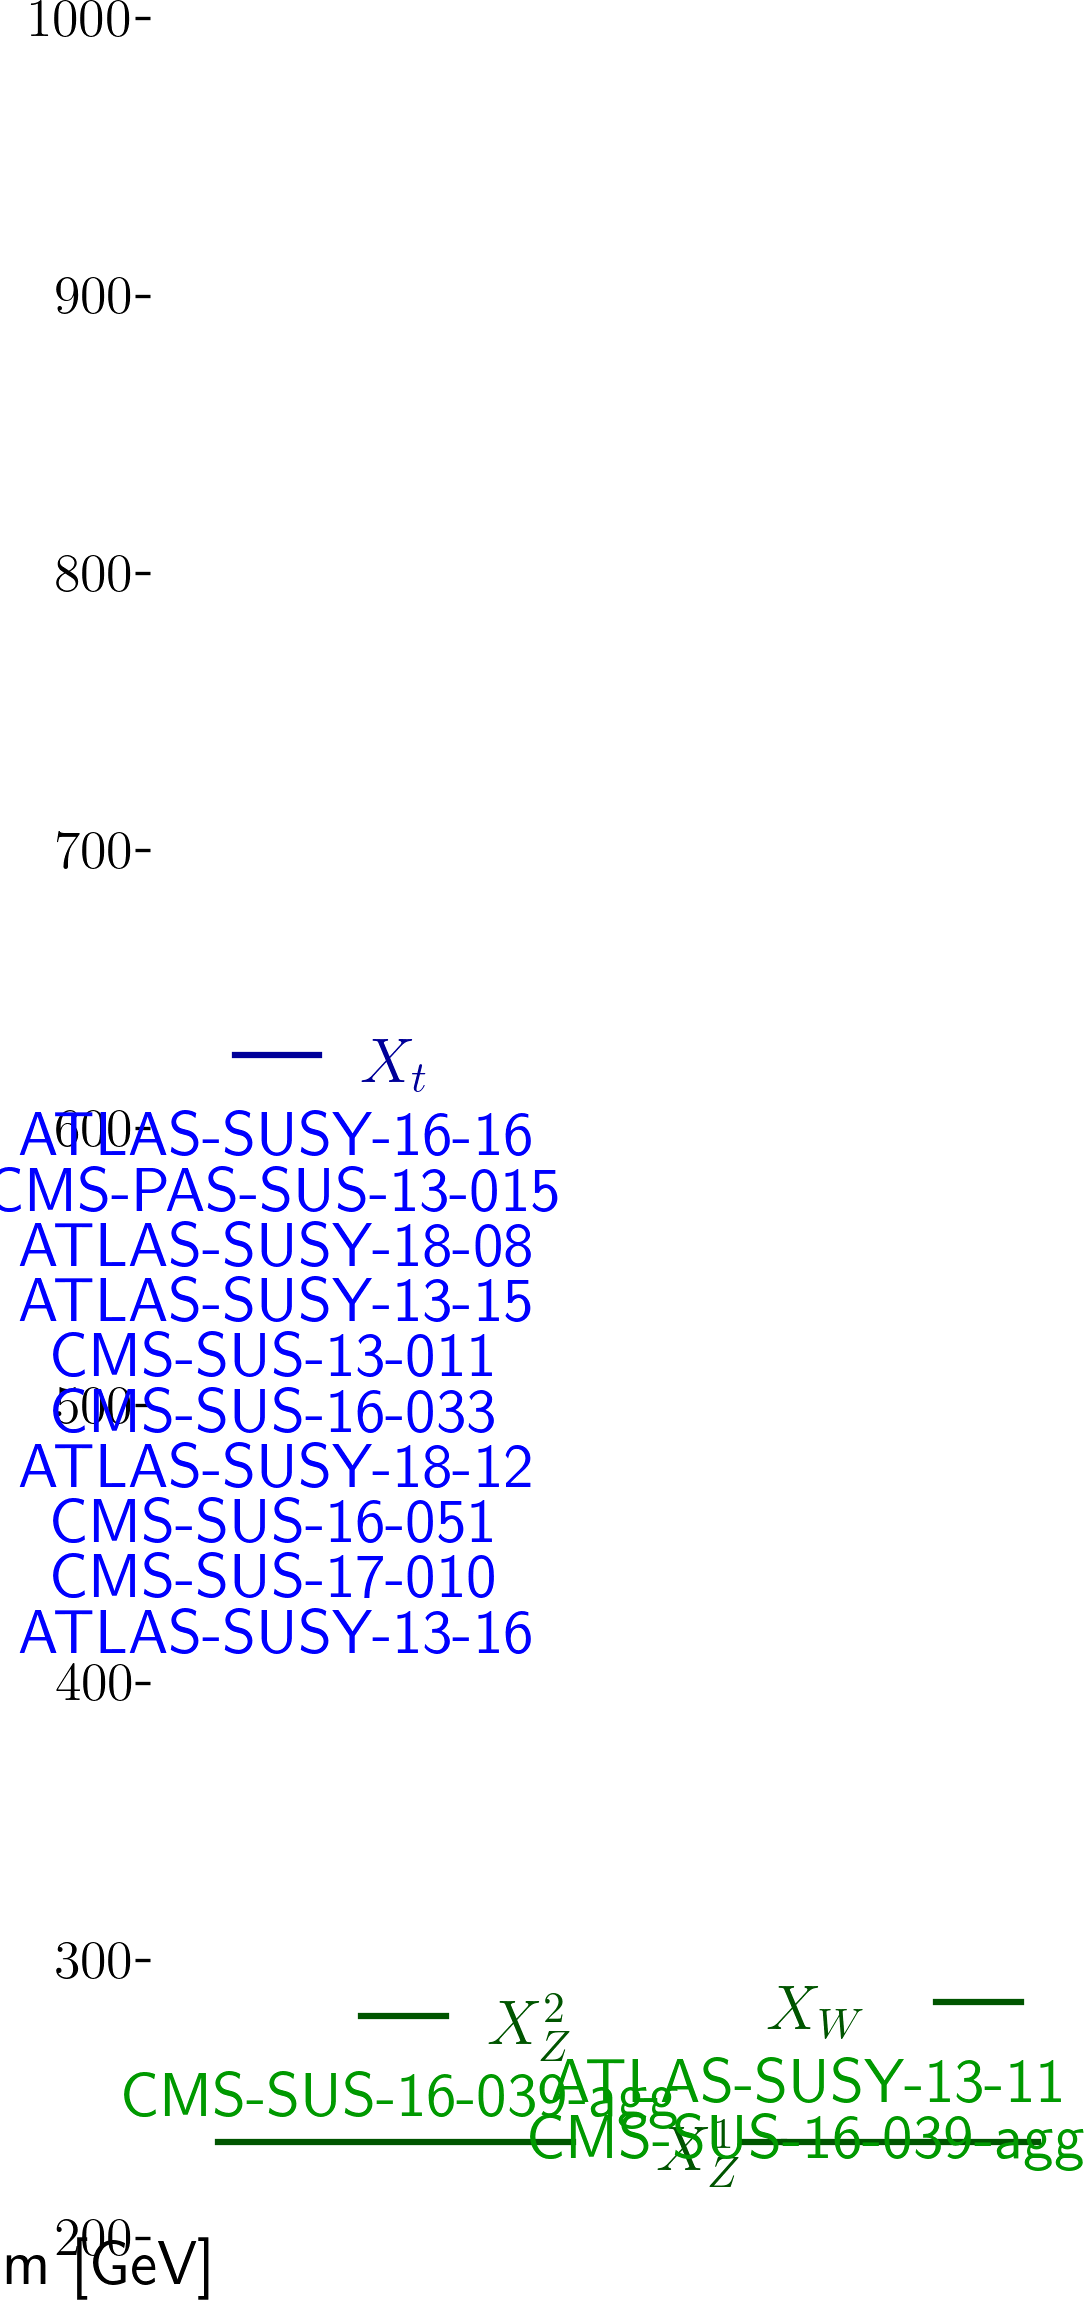 1000
900
800
700
X_t
600
ATLAS-SUSY-16-16
CMS-PAS-SUS-13-015
ATLAS-SUSY-18-08
ATLAS-SUSY-13-15
CMS-SUS-13-011
500
CMS-SUS-16-033
ATLAS-SUSY-18-12
CMS-SUS-16-051
CMS-SUS-17-010
ATLAS-SUSY-13-16
400
300
X_Z^2 X_W
CMS-SUS-16-039-agg
ATLAS-SUSY-13-11
CMS-SUS-16-039-agg
X_Z^1
200
m [GeV]